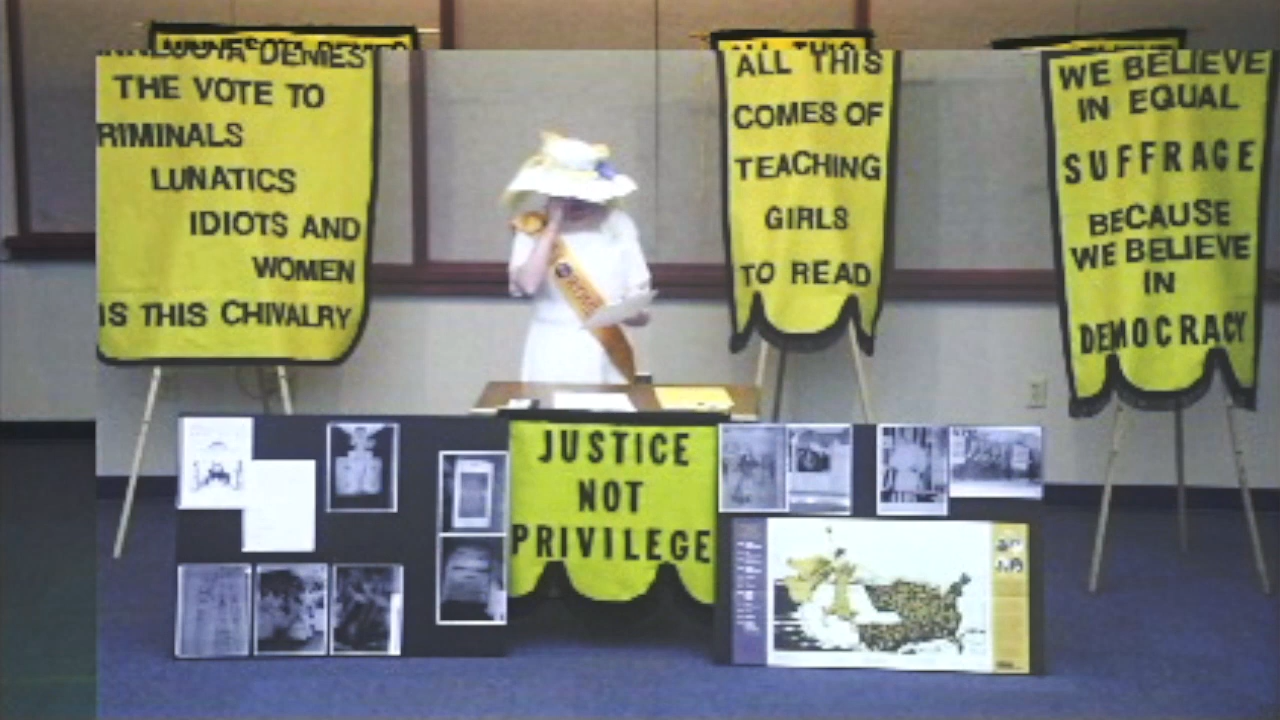 DENIES
THE VOTE TO
RIMINALS
LUNATICS
IDIOTS AND
WOMEN
IS THIS CHIVALRY
ALL THIS
COMES OF
TEACHING
GIRLS
TO READ
WE BELIEVE
IN EQUAL
SUFFRAGE
BECAUSE
WE BELIEVE
IN
DEMOCRACY
JUSTICE
NOT
PRIVILEGE